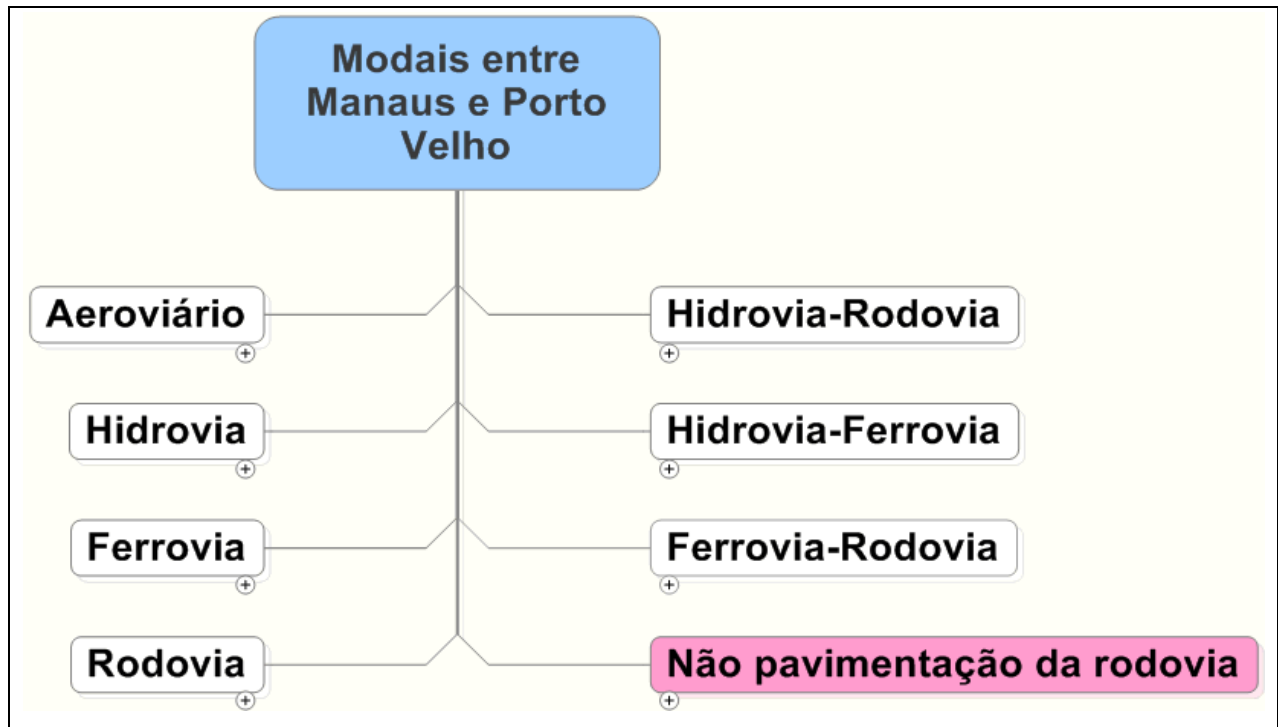 Modais entre
Manaus e Porto
Velho
Aeroviário
Hidrovia-Rodovia
Hidrovia
Hidrovia-Ferrovia
Ferrovia
Ferrovia-Rodovia
Rodovia
Não pavimentação da rodovia